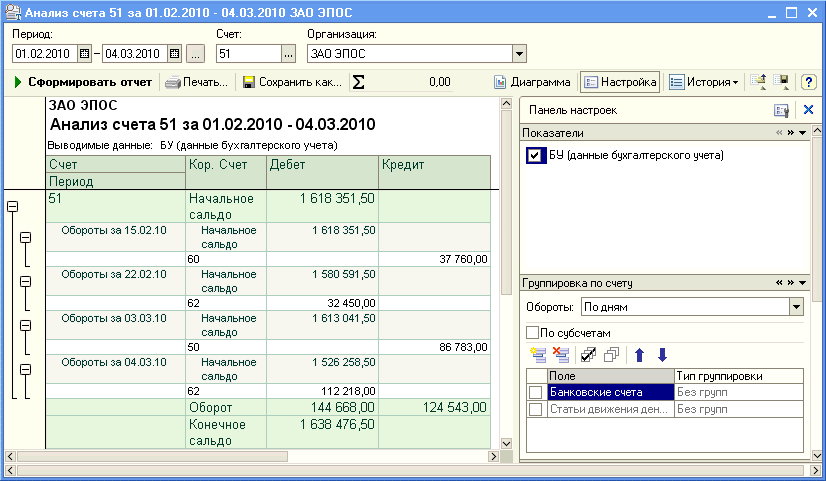 Анализ счета 51 за 01.02.2010 - 04.03.2010 ЗАО ЭПОС
Период: Счет: Организация:
01.02.2010 – 04.03.2010 ... 51 ... ЗАО ЭПОС
Сформировать отчет Печать... Сохранить как... Σ 0,00 Диаграмма Настройка История ?
ЗАО ЭПОС
Анализ счета 51 за 01.02.2010 - 04.03.2010
Выводимые данные: БУ (данные бухгалтерского учета)
Счет Кор. Счет Дебет Кредит
Период
51 Начальное сальдо 1 618 351,50
Обороты за 15.02.10 Начальное сальдо 1 618 351,50
60 37 760,00
Обороты за 22.02.10 Начальное сальдо 1 580 591,50
62 32 450,00
Обороты за 03.03.10 Начальное сальдо 1 613 041,50
50 86 783,00
Обороты за 04.03.10 Начальное сальдо 1 526 258,50
62 112 218,00
Оборот 144 668,00 124 543,00
Конечное сальдо 1 638 476,50
Панель настроек
Показатели
БУ (данные бухгалтерского учета)
Группировка по счету
Обороты: По дням
По субсчетам
Поле Тип группировки
Банковские счета Без групп
Статьи движения ден... Без групп